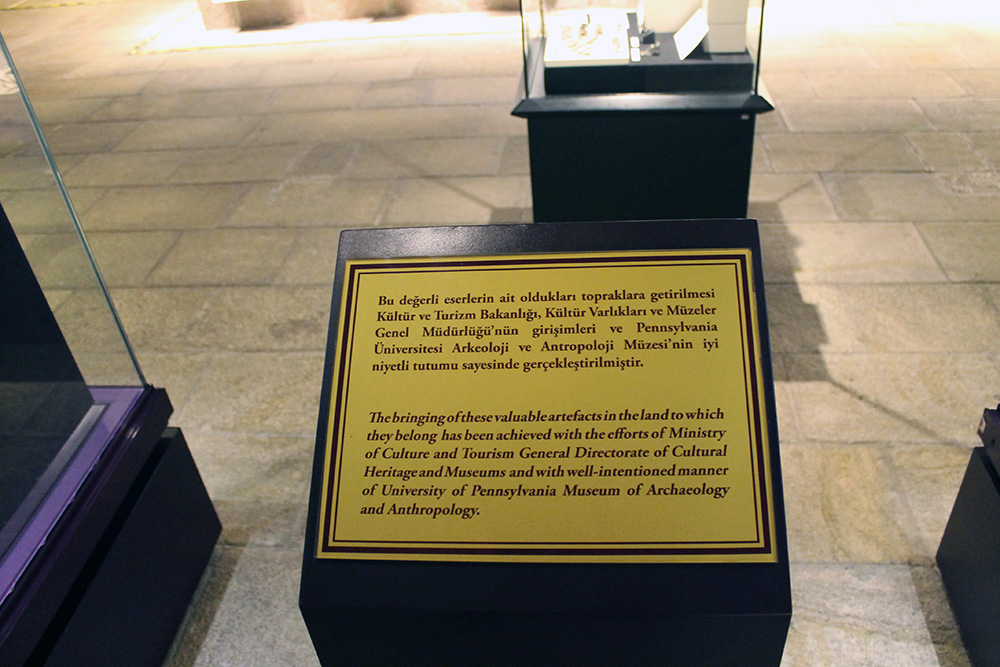 Bu değerli eserlerin ait oldukları topraklara getirilmesi
Kültür ve Turizm Bakanlığı, Kültür Varlıkları ve Müzeler
Genel Müdürlüğü'nün girişimleri ve Pennsylvania
Üniversitesi Arkeoloji ve Antropoloji Müzesi'nin iyi
niyetli tutumu sayesinde gerçekleştirilmiştir.
The bringing of these valuable artefacts in the land to which
they belong has been achieved with the efforts of Ministry
of Culture and Tourism General Directorate of Cultural
Heritage and Museums and with well-intentioned manner
of University of Pennsylvania Museum of Archaeology
and Anthropology.